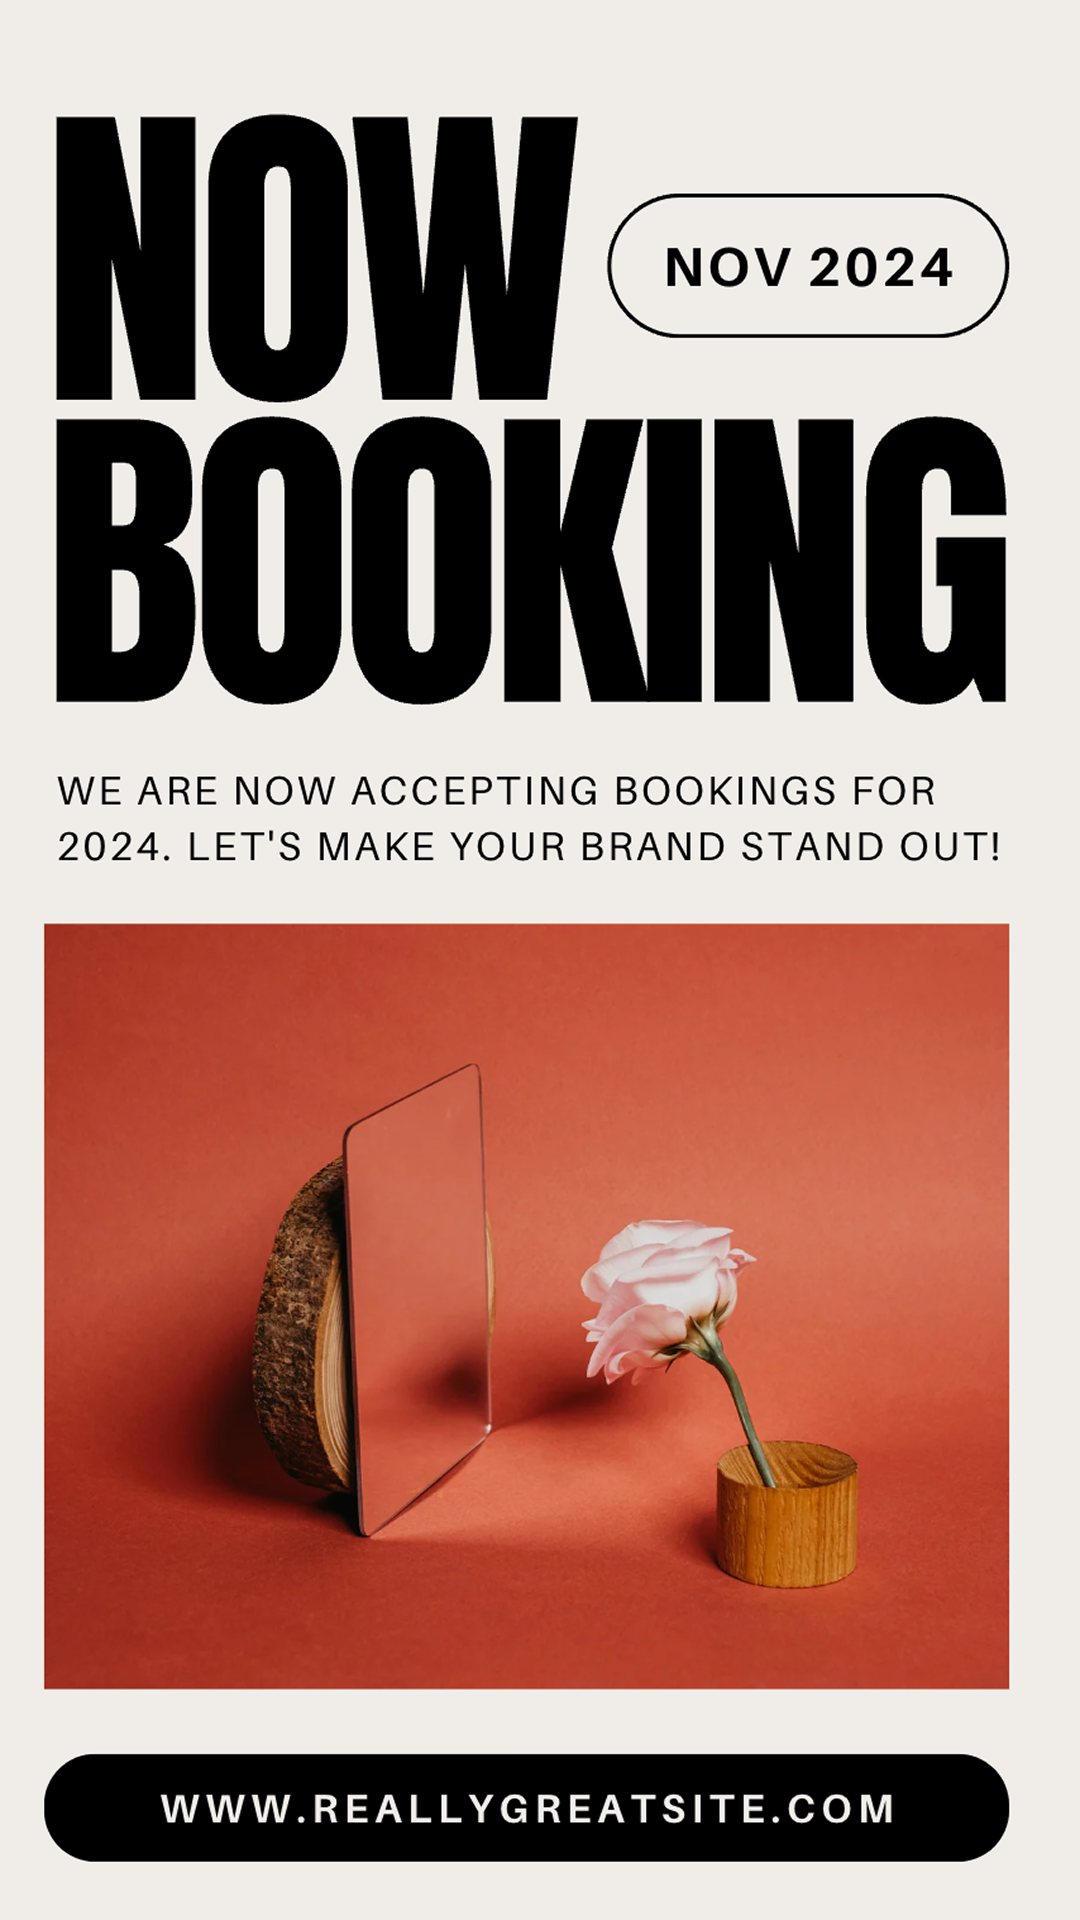 NOW
NOV 2024
BOOKING
WE ARE NOW ACCEPTING BOOKINGS FOR
2024. LET'S MAKE YOUR BRAND STAND OUT!
WWW.REALLYGREATSITE.COM